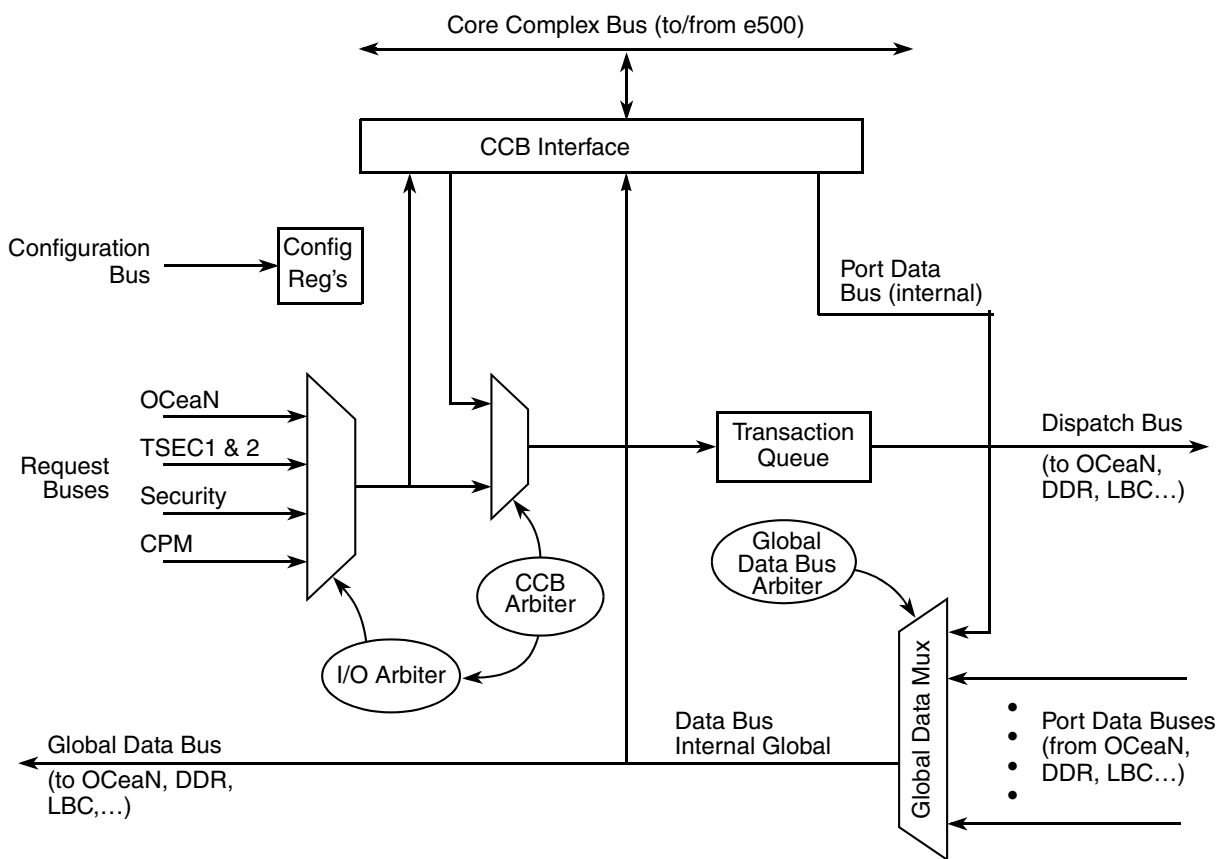 Core Complex Bus (to/from e500)
CCB Interface
Configuration
Bus
Config
Reg's
Port Data
Bus (internal)
OCeaN
TSEC1 & 2
Security
CPM
Request
Buses
Transaction
Queue
Dispatch Bus
(to OCeaN,
DDR, LBC…)
Global
Data Bus
Arbiter
CCB
Arbiter
I/O Arbiter
Global Data Mux
Port Data Buses
(from OCeaN,
DDR, LBC…)
Data Bus
Internal Global
Global Data Bus
(to OCeaN, DDR,
LBC,…)